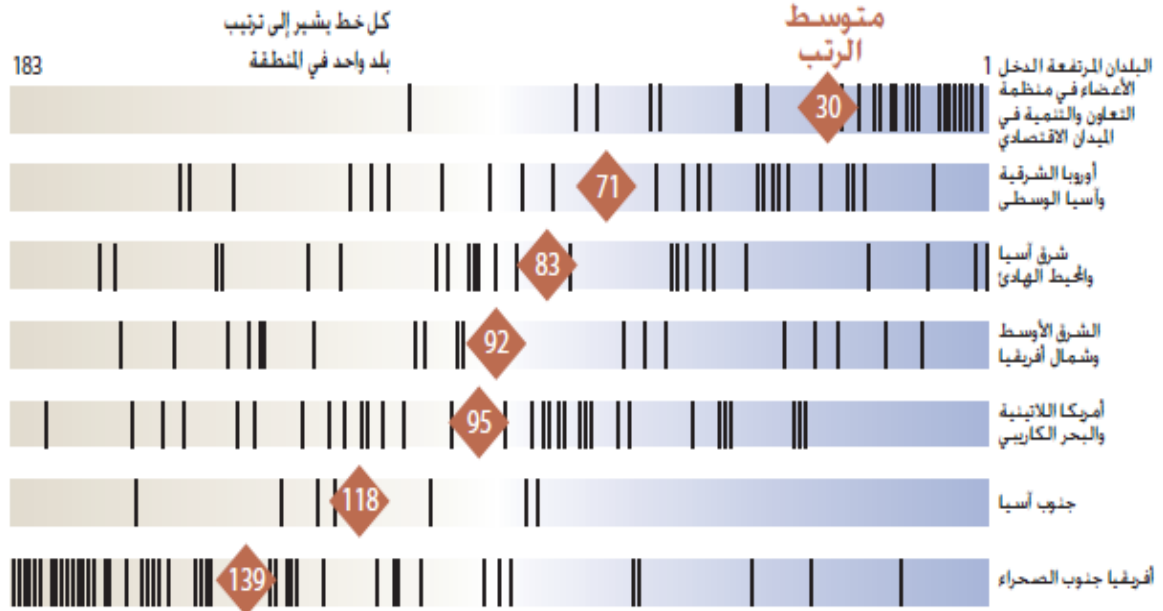 متوسط
الرتب
كل خط يشير إلى ترتيب
بلد واحد في المنطقة
1
183
البلدان المرتفعة الدخل
الأعضاء في منظمة
التعاون والتنمية في
الميدان الاقتصادي
30
أوروبا الشرقية
وآسيا الوسطى
71
شرق آسيا
والمحيط الهادئ
83
الشرق الأوسط
وشمال أفريقيا
92
أمريكا اللاتينية
والبحر الكاريبي
95
جنوب آسيا
118
أفريقيا جنوب الصحراء
139